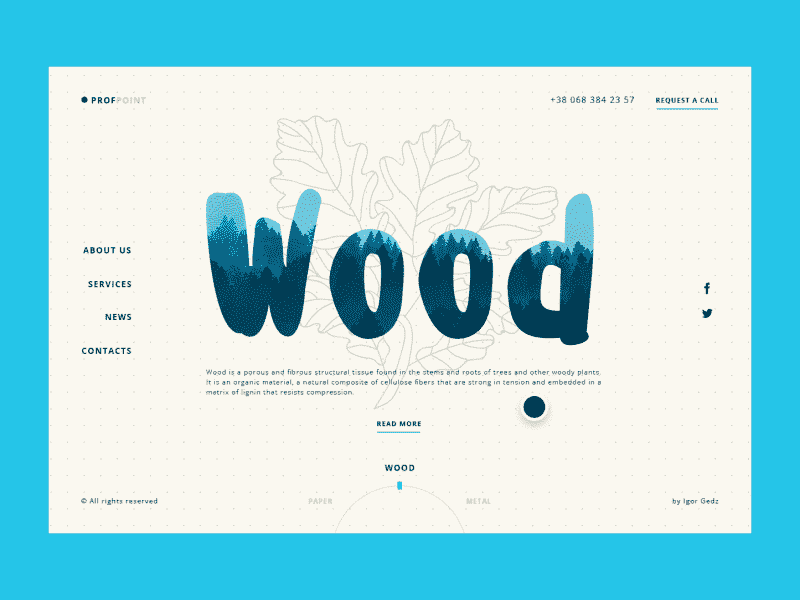 PROFPOINT
+38 068 384 23 57
REQUEST A CALL
ABOUT US
SERVICES
NEWS
CONTACTS
Wood
Wood is a porous and fibrous structural tissue found in the stems and roots of trees and other woody plants.
It is an organic material, a natural composite of cellulose fibers that are strong in tension and embedded in a
matrix of lignin that resists compression.
READ MORE
WOOD
PAPER
METAL
© All rights reserved
by Igor Gedz